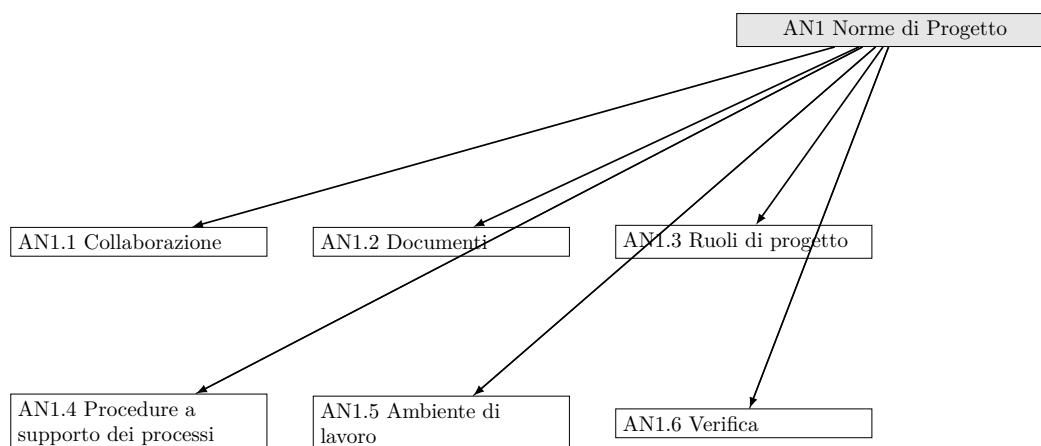 AN1 Norme di Progetto
AN1.1 Collaborazione
AN1.2 Documenti
AN1.3 Ruoli di progetto
AN1.4 Procedure a
supporto dei processi
AN1.5 Ambiente di
lavoro
AN1.6 Verifica